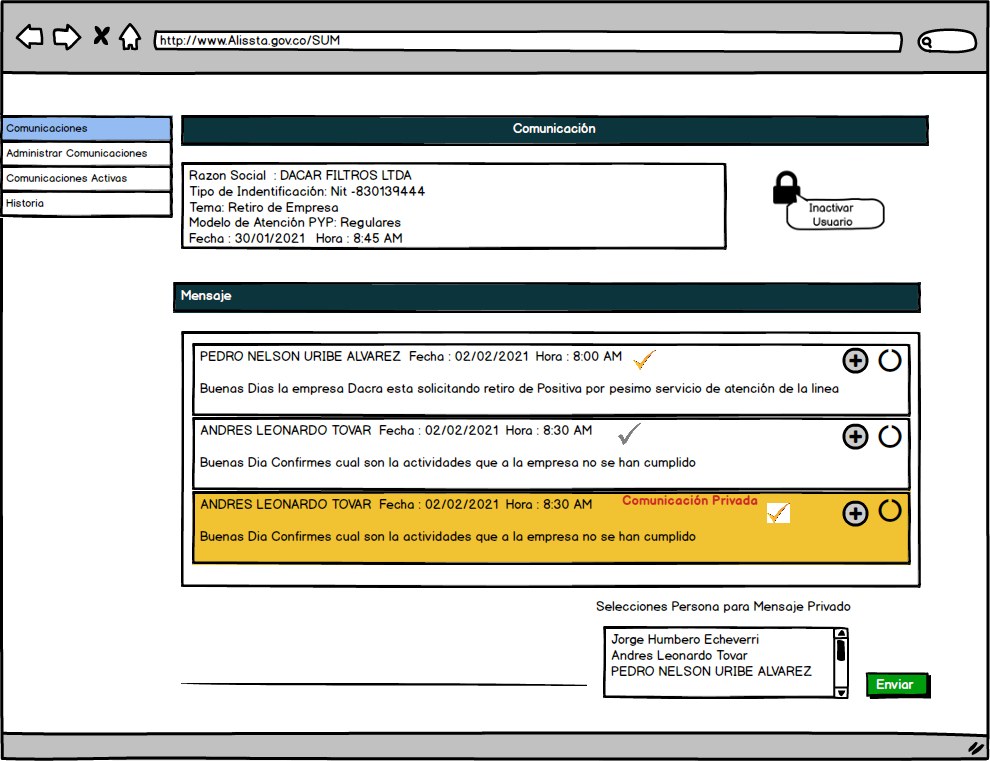 http://www.Alissta.gov.co/SUM
Comunicaciones
Administrar Comunicaciones
Comunicaciones Activas
Historia
Comunicación
Razon Social : DACAR FILTROS LTDA
Tipo de Indentificación: Nit -830139444
Tema: Retiro de Empresa
Modelo de Atención PYP: Regulares
Fecha : 30/01/2021 Hora : 8:45 AM
Inactivar
Usuario
Mensaje
PEDRO NELSON URIBE ALVAREZ Fecha : 02/02/2021 Hora : 8:00 AM
Buenas Dias la empresa Dacra esta solicitando retiro de Positiva por pesimo servicio de atención de la linea
ANDRES LEONARDO TOVAR Fecha : 02/02/2021 Hora : 8:30 AM
Buenas Dia Confirmes cual son la actividades que a la empresa no se han cumplido
ANDRES LEONARDO TOVAR Fecha : 02/02/2021 Hora : 8:30 AM Comunicación Privada
Buenas Dia Confirmes cual son la actividades que a la empresa no se han cumplido
Selecciones Persona para Mensaje Privado
Jorge Humbero Echeverri
Andres Leonardo Tovar
PEDRO NELSON URIBE ALVAREZ
Enviar